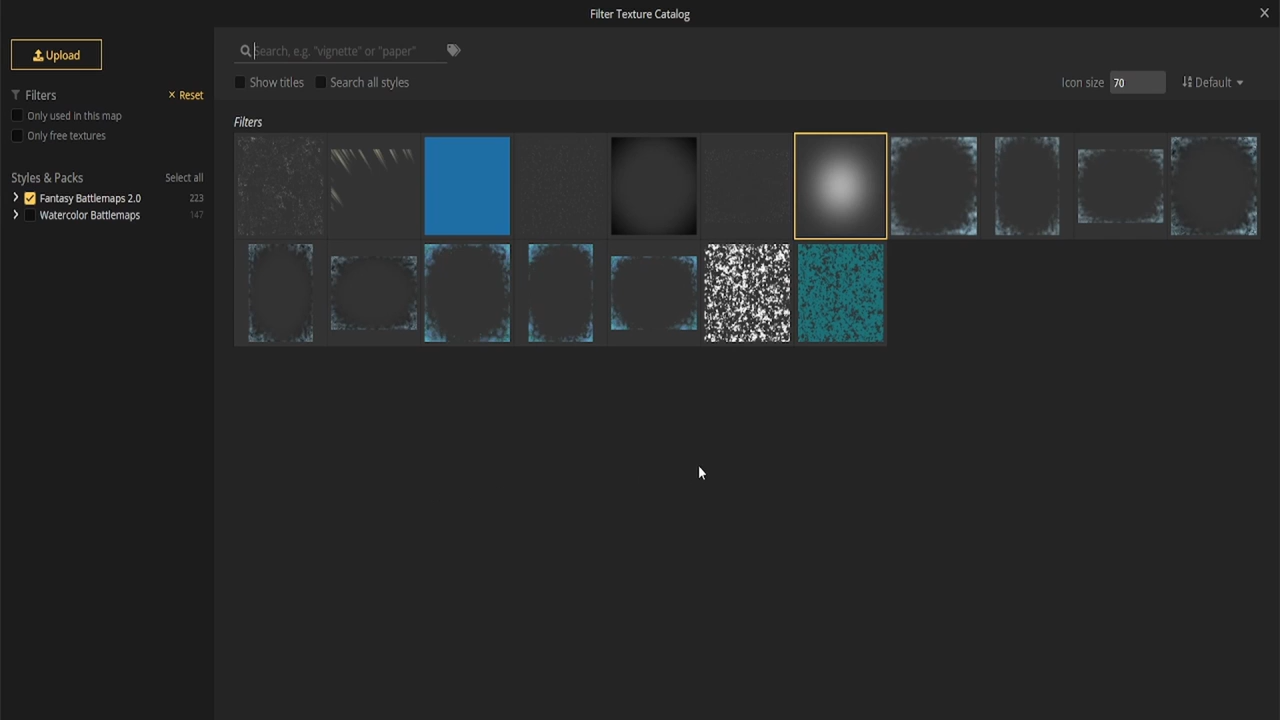 Filter Texture Catalog
Upload
Search, e.g. "vignette" or "paper"
Show titles
Search all styles
Icon size
70
Default
Filters
Reset
Only used in this map
Only free textures
Styles & Packs
Select all
Fantasy Battlemaps 2.0
223
Watercolor Battlemaps
147
Filters